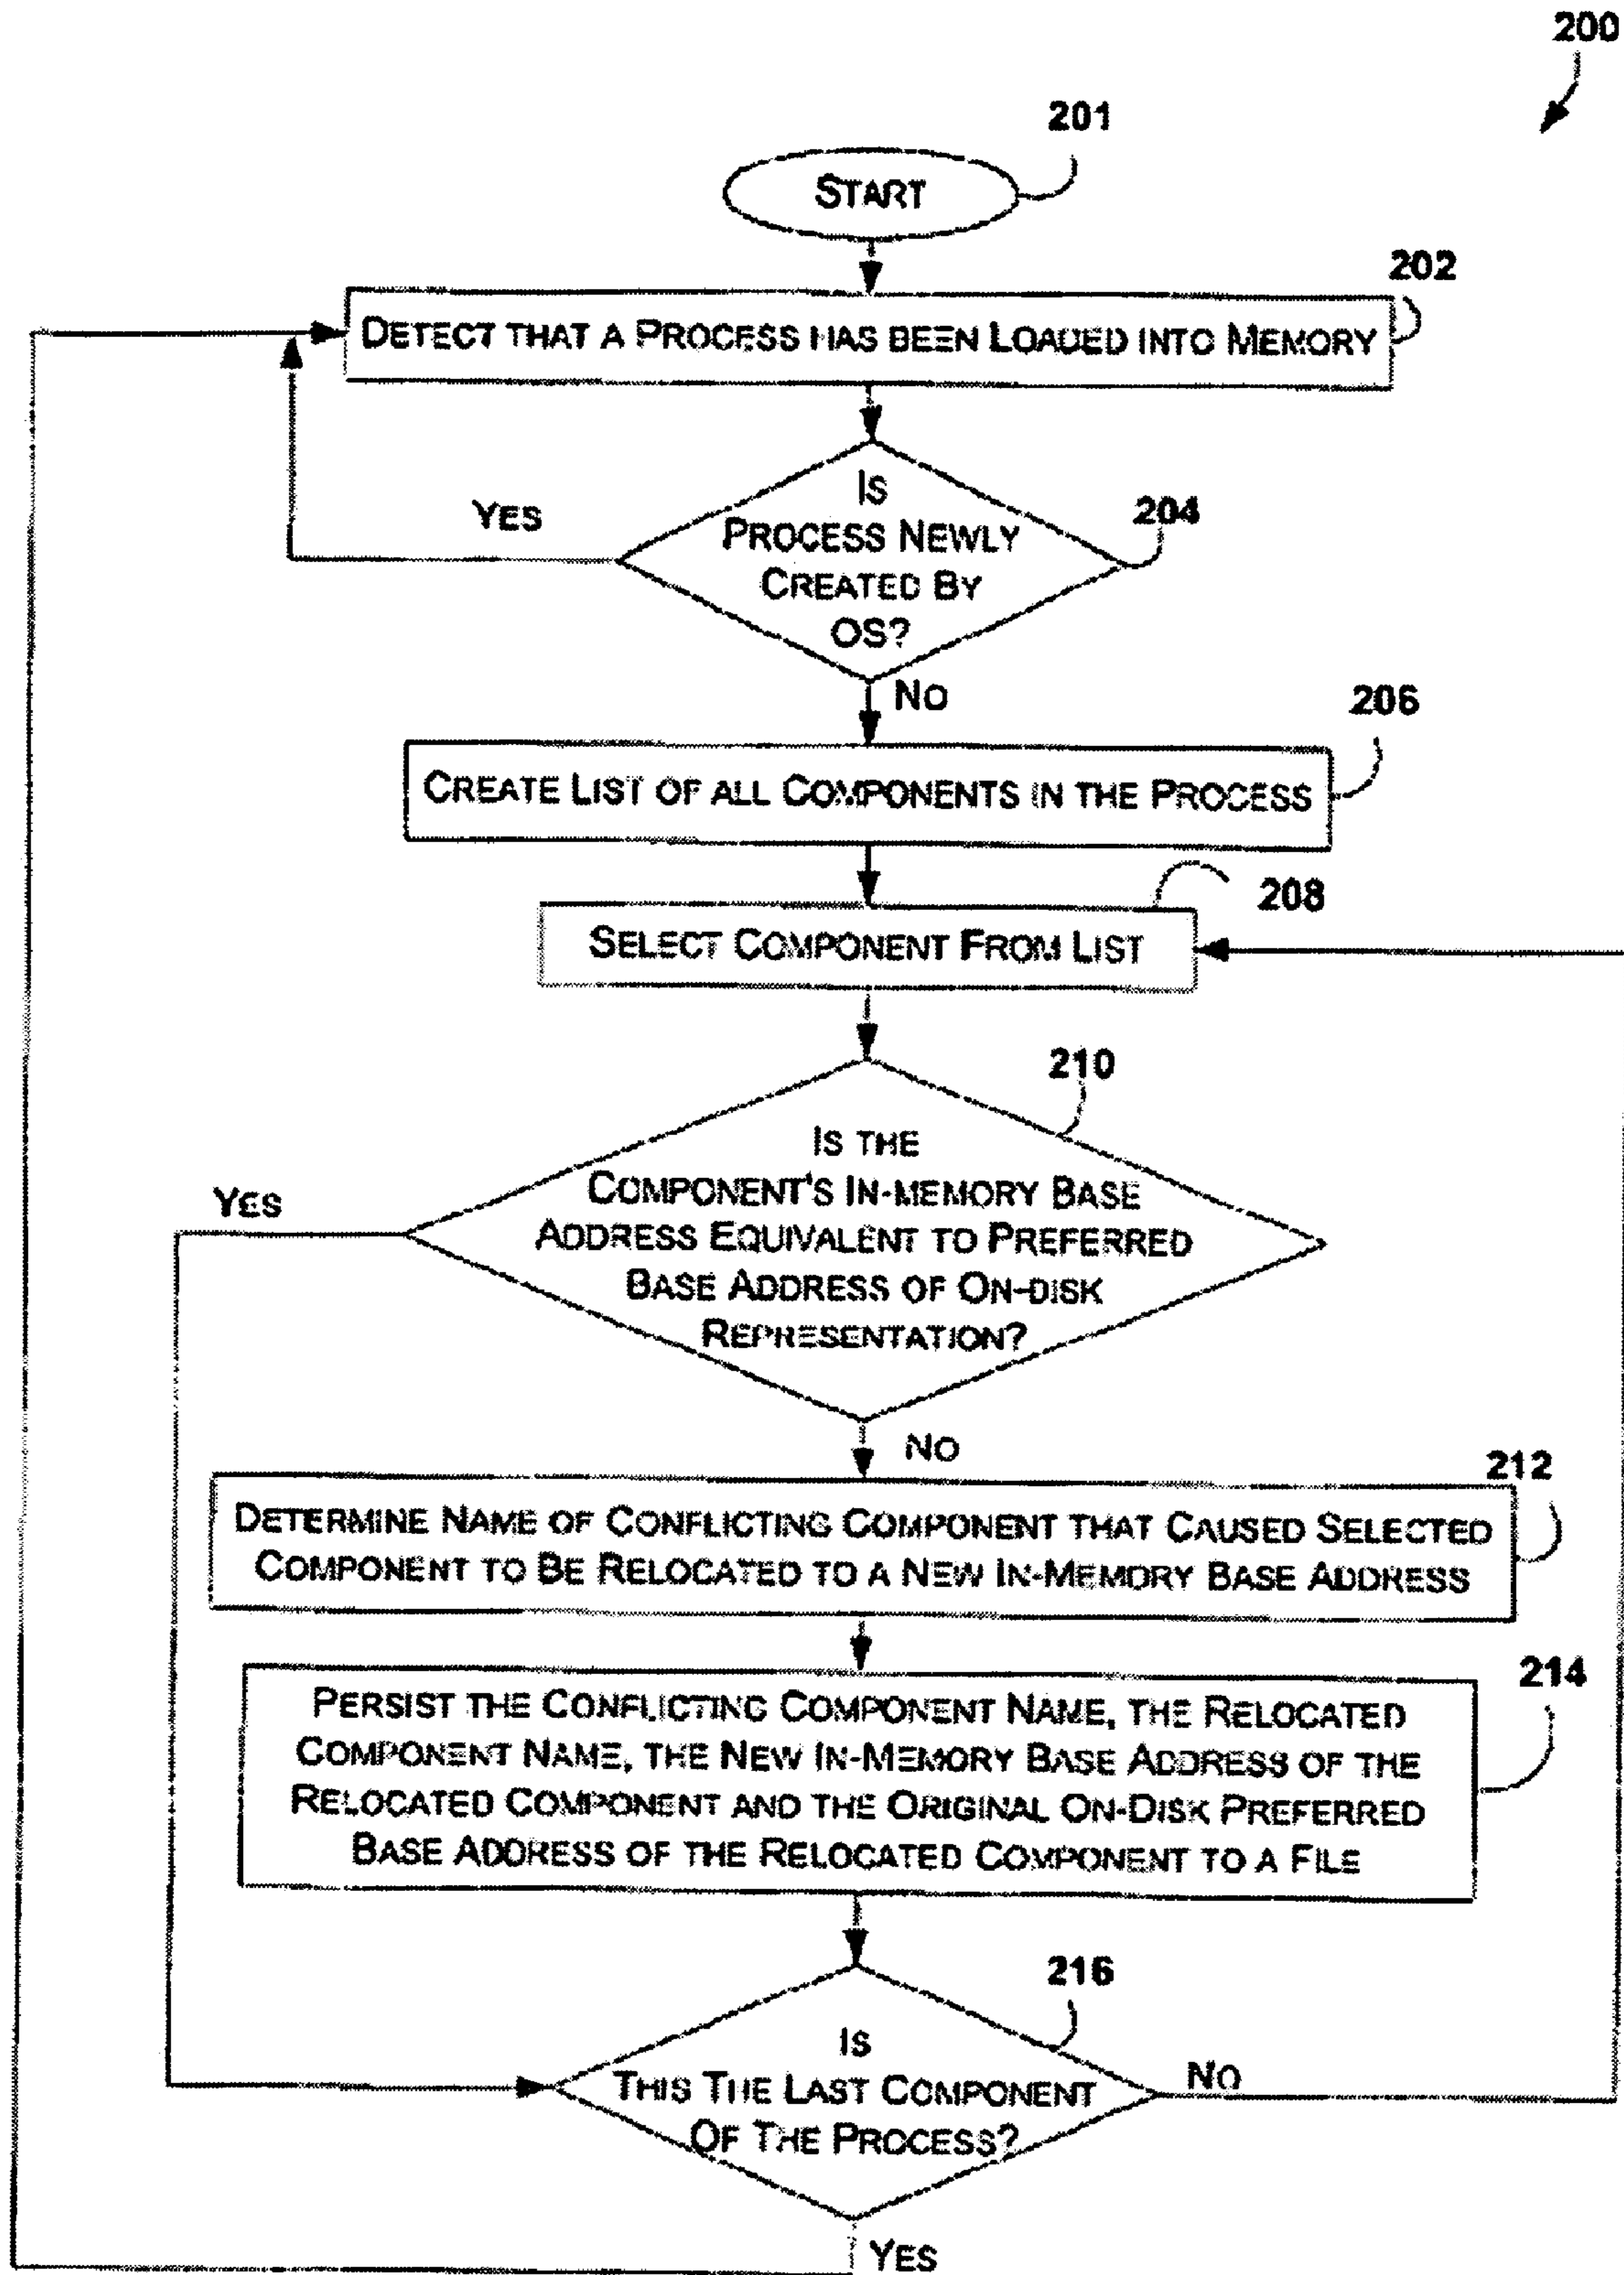 200
201
START
202
DETECT THAT A PROCESS HAS BEEN LOADED INTO MEMORY
YES
IS
PROCESS NEWLY
CREATED BY
OS?
204
NO
206
CREATE LIST OF ALL COMPONENTS IN THE PROCESS
208
SELECT COMPONENT FROM LIST
210
YES
IS THE
COMPONENT'S IN-MEMORY BASE
ADDRESS EQUIVALENT TO PREFERRED
BASE ADDRESS OF ON-DISK
REPRESENTATION?
NO
212
DETERMINE NAME OF CONFLICTING COMPONENT THAT CAUSED SELECTED
COMPONENT TO BE RELOCATED TO A NEW IN-MEMORY BASE ADDRESS
214
PERSIST THE CONFLICTING COMPONENT NAME, THE RELOCATED
COMPONENT NAME, THE NEW IN-MEMORY BASE ADDRESS OF THE
RELOCATED COMPONENT AND THE ORIGINAL ON-DISK PREFERRED
BASE ADDRESS OF THE RELOCATED COMPONENT TO A FILE
216
IS
THIS THE LAST COMPONENT
OF THE PROCESS?
NO
YES